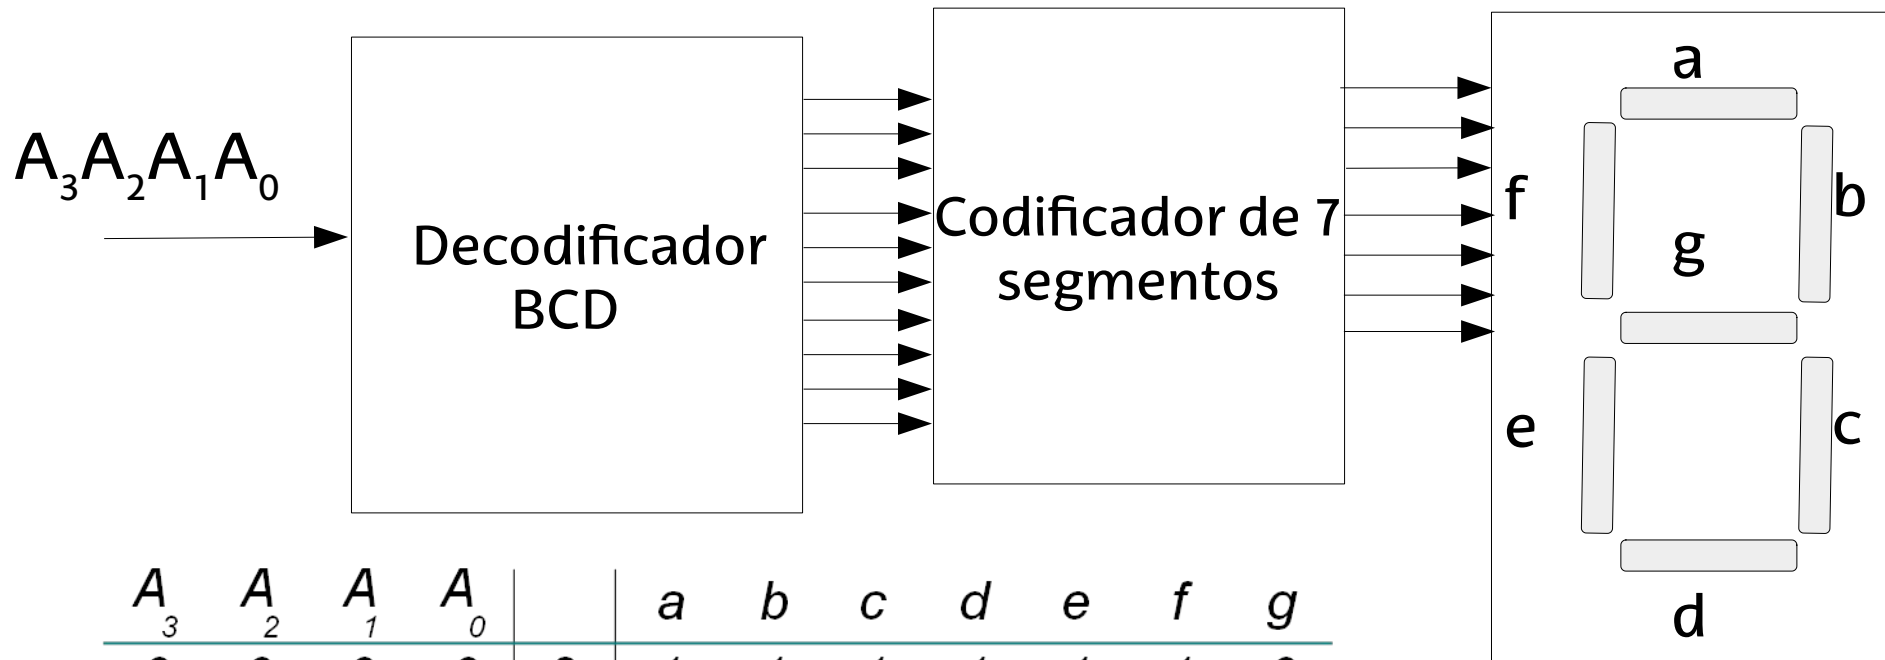 a
A₃A₂A₁A₀
f
b
Codificador de 7
segmentos
Decodificador
BCD
g
e
c
d
A₃ A₂ A₁ A₀ a b c d e f g